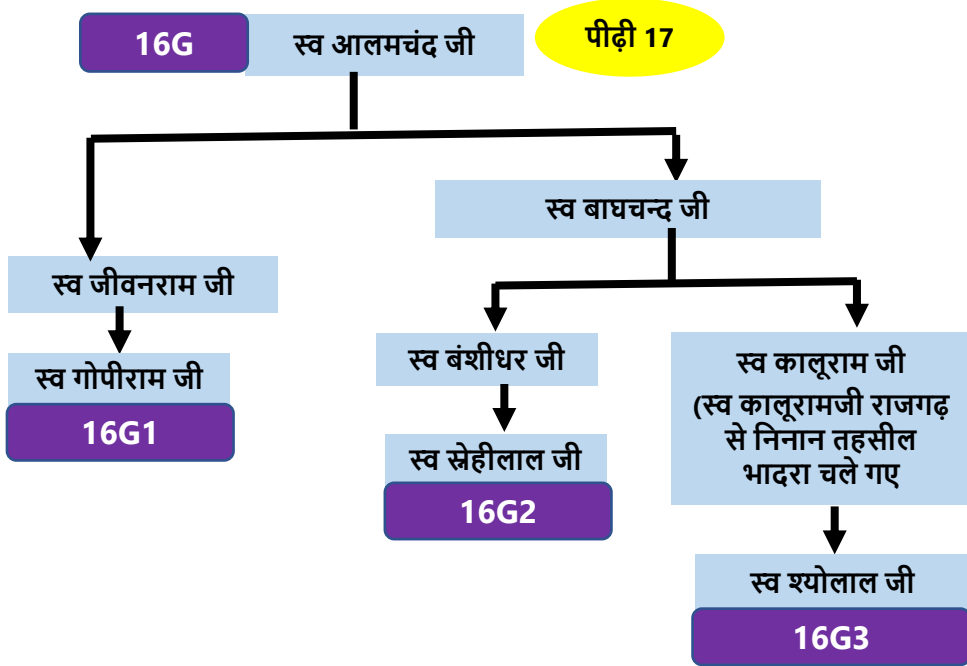 16G
स्व आलमचंद जी
पीढ़ी 17
स्व बाघचन्द जी
स्व जीवनराम जी
स्व गोपीराम जी
16G1
स्व बंशीधर जी
स्व स्नेहीलाल जी
16G2
स्व कालूराम जी
(स्व कालूरामजी राजगढ़
से निनान तहसील
भादरा चले गए
स्व श्योलाल जी
16G3